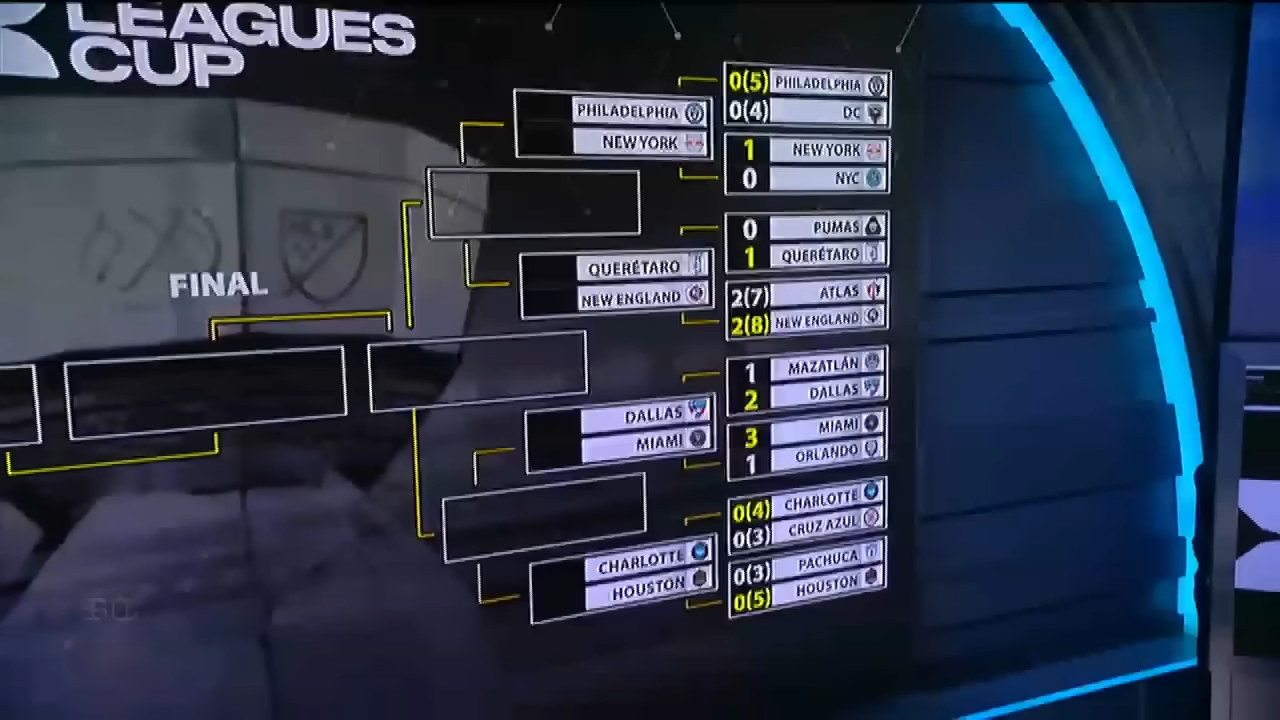 LEAGUES
CUP
FINAL
PHILADELPHIA
NEW YORK
QUERÉTARO
NEW ENGLAND
DALLAS
MIAMI
CHARLOTTE
HOUSTON
0(5) PHILADELPHIA
0(4) DC
1 NEW YORK
0 NYC
0 PUMAS
1 QUERÉTARO
2(7) ATLAS
2(8) NEW ENGLAND
1 MAZATLÁN
2 DALLAS
3 MIAMI
1 ORLANDO
0(4) CHARLOTTE
0(3) CRUZ AZUL
0(3) PACHUCA
0(5) HOUSTON